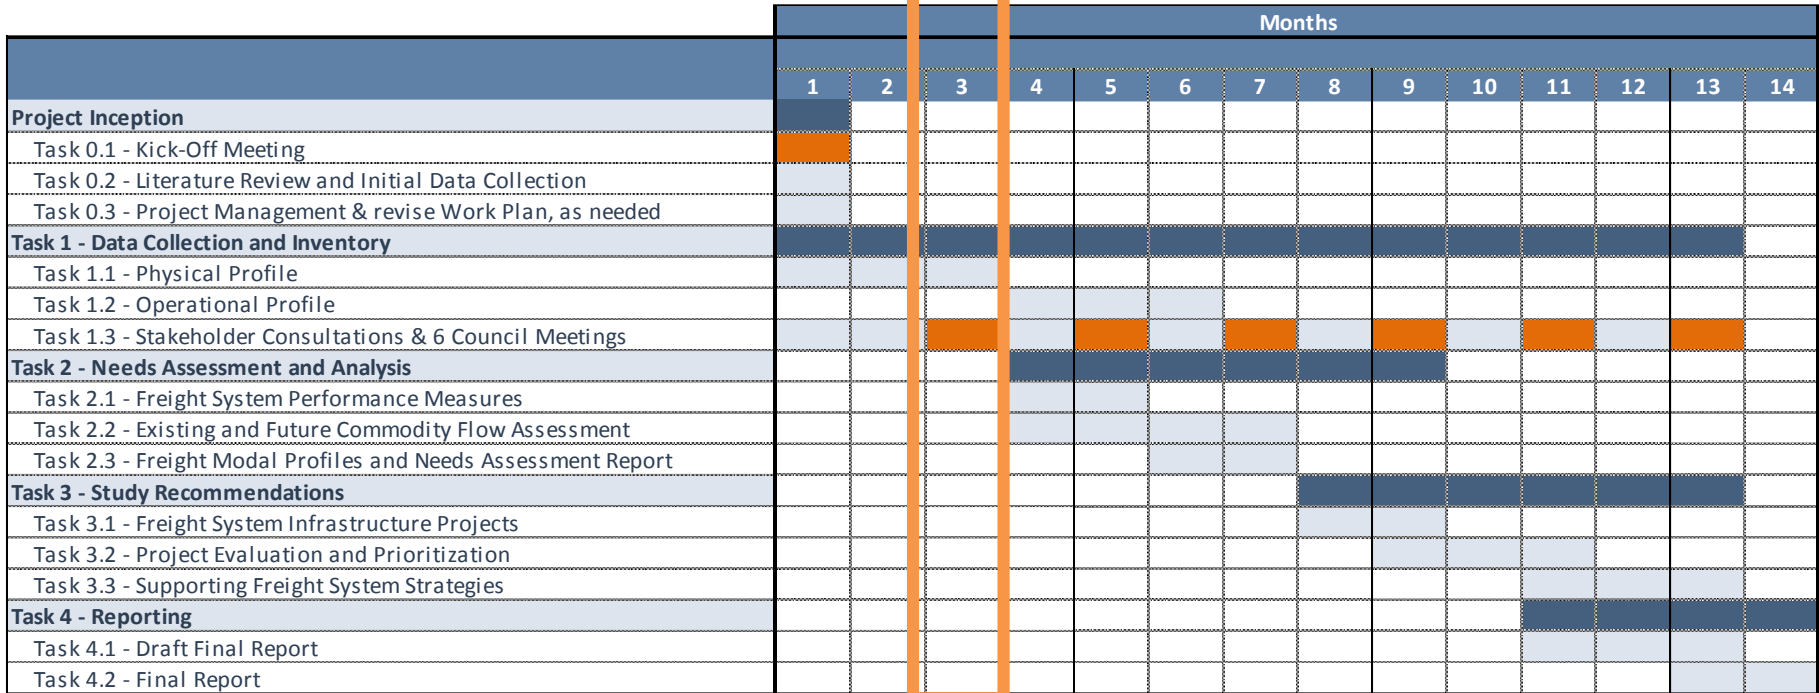 Months
1 2 3 4 5 6 7 8 9 10 11 12 13 14
Project Inception
Task 0.1 - Kick-Off Meeting
Task 0.2 - Literature Review and Initial Data Collection
Task 0.3 - Project Management & revise Work Plan, as needed
Task 1 - Data Collection and Inventory
Task 1.1 - Physical Profile
Task 1.2 - Operational Profile
Task 1.3 - Stakeholder Consultations & 6 Council Meetings
Task 2 - Needs Assessment and Analysis
Task 2.1 - Freight System Performance Measures
Task 2.2 - Existing and Future Commodity Flow Assessment
Task 2.3 - Freight Modal Profiles and Needs Assessment Report
Task 3 - Study Recommendations
Task 3.1 - Freight System Infrastructure Projects
Task 3.2 - Project Evaluation and Prioritization
Task 3.3 - Supporting Freight System Strategies
Task 4 - Reporting
Task 4.1 - Draft Final Report
Task 4.2 - Final Report